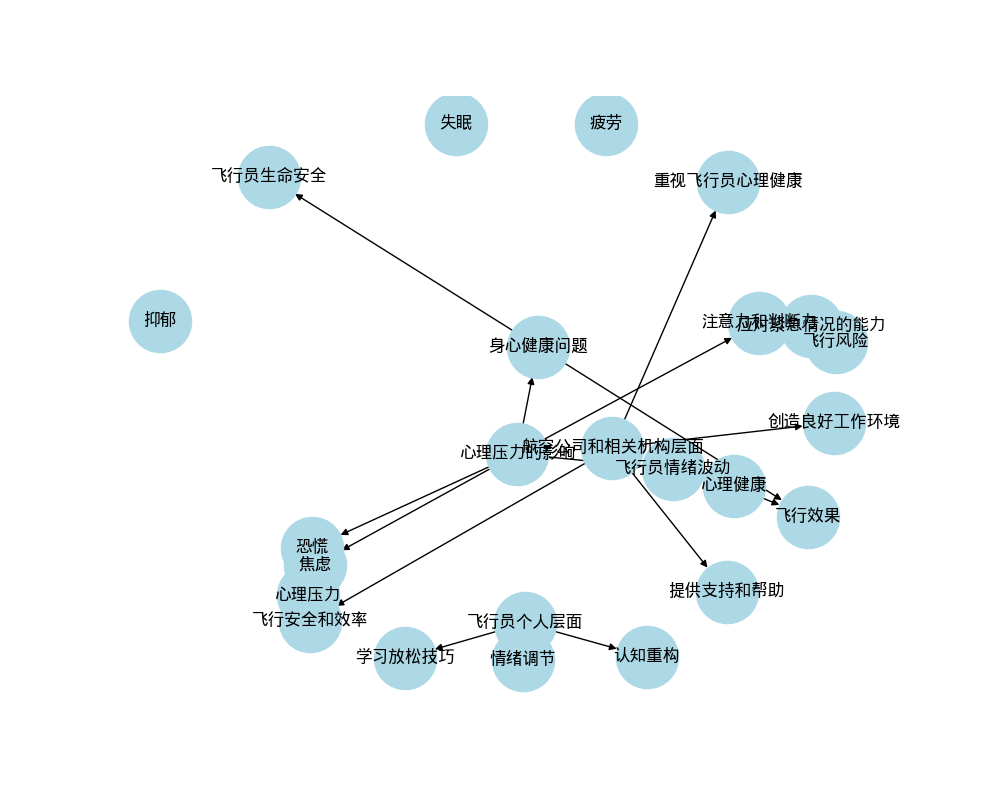 失眠
疲劳
飞行员生命安全
重视飞行员心理健康
抑郁
注意力和判断力
应对紧急情况的能力
飞行风险
身心健康问题
创造良好工作环境
航空公司和相关机构层面
心理压力的影响
飞行员情绪波动
心理健康
飞行效果
恐慌
焦虑
提供支持和帮助
心理压力
飞行安全和效率
飞行员个人层面
学习放松技巧
情绪调节
认知重构